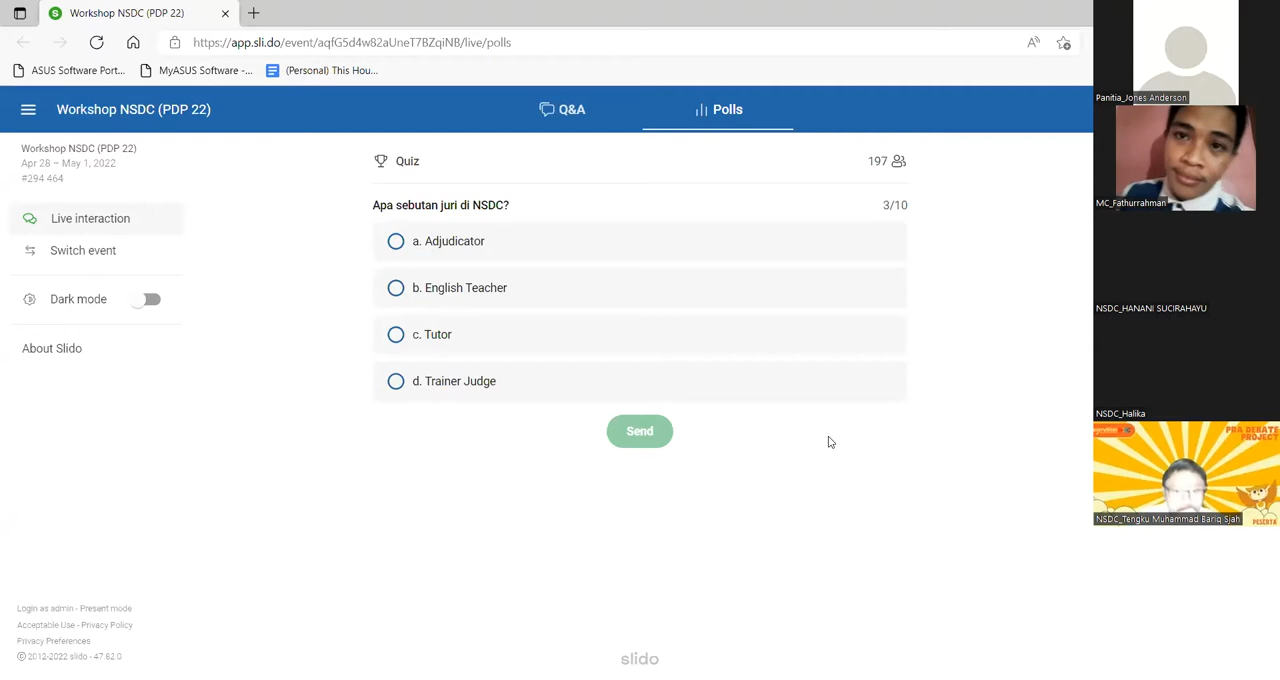 Workshop NSDC (PDP 22)
https://app.sli.do/event/aqfG5d4w82aUneT7BZqiNB/live/polls
ASUS Software Port...
MyASUS Software -...
(Personal) This Hou...
Workshop NSDC (PDP 22)
Q&A
Polls
Workshop NSDC (PDP 22)
Apr 28 – May 1, 2022
#294 464
Live interaction
Switch event
Dark mode
About Slido
Quiz
197
Apa sebutan juri di NSDC?
3/10
a. Adjudicator
b. English Teacher
c. Tutor
d. Trainer Judge
Send
Login as admin - Present mode
Acceptable Use - Privacy Policy
Privacy Preferences
© 2012-2022 slido - 47.62.0
slido
Panitia_Jones Anderson
MC_Fathurrahman
NSDC_HANANI SUCIRAHAYU
NSDC_Halika
PRA DEBATE
PROJECT
PESERTA
NSDC_Tengku Muhammad Bariq Sjah